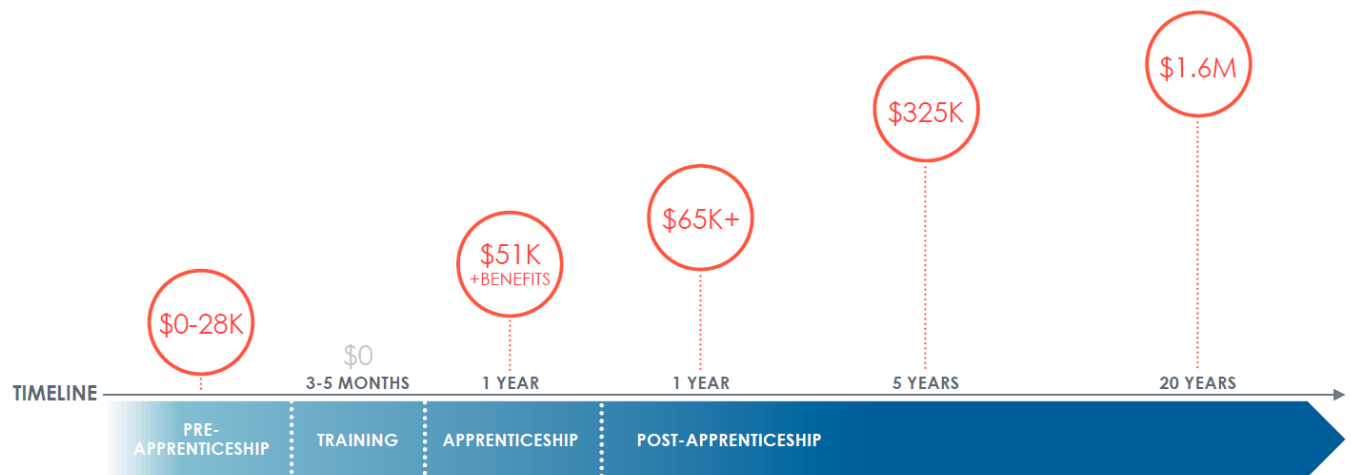 $1.6M
$325K
$65K+
$51K
+BENEFITS
$0-28K
$0
TIMELINE
3-5 MONTHS
1 YEAR
1 YEAR
5 YEARS
20 YEARS
PRE-
APPRENTICESHIP
TRAINING
APPRENTICESHIP
POST-APPRENTICESHIP